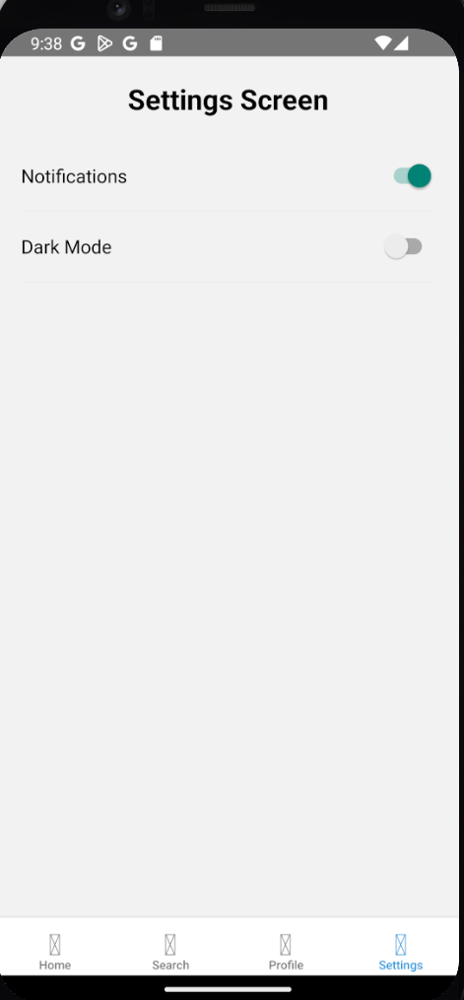 9:38 G G
Settings Screen
Notifications
Dark Mode
Home Search Profile Settings